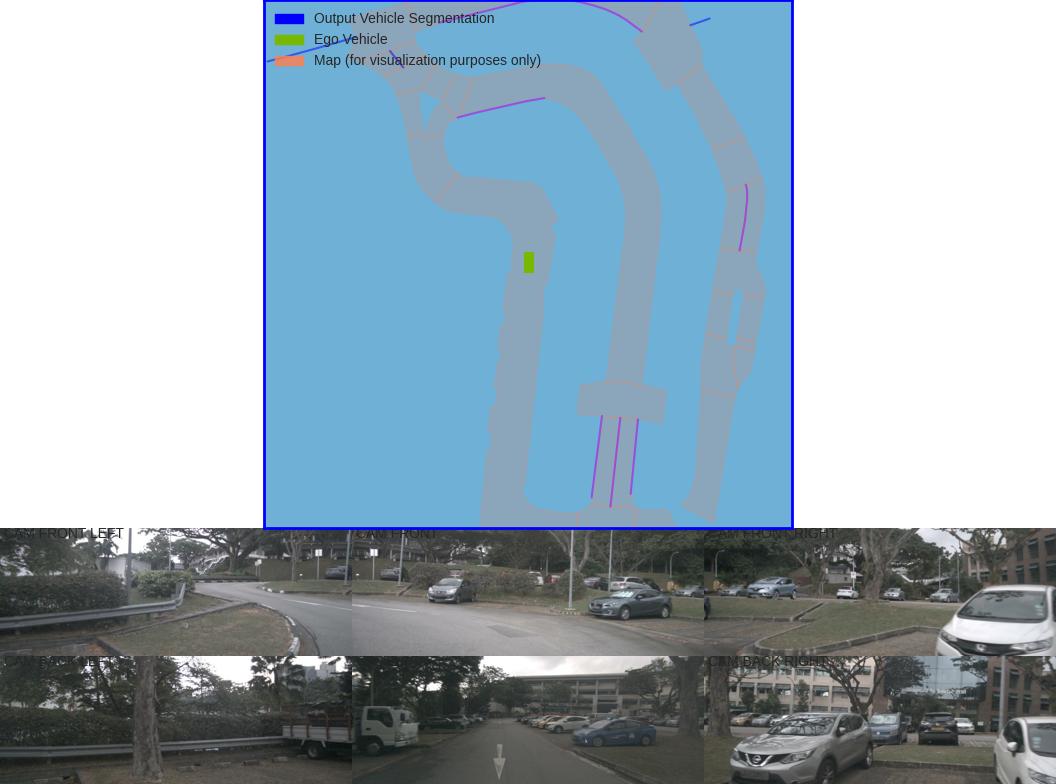 Output Vehicle Segmentation
Ego Vehicle
Map (for visualization purposes only)
CAM FRONT LEFT
CAM FRONT
CAM FRONT RIGHT
CAM BACK LEFT
CAM BACK RIGHT